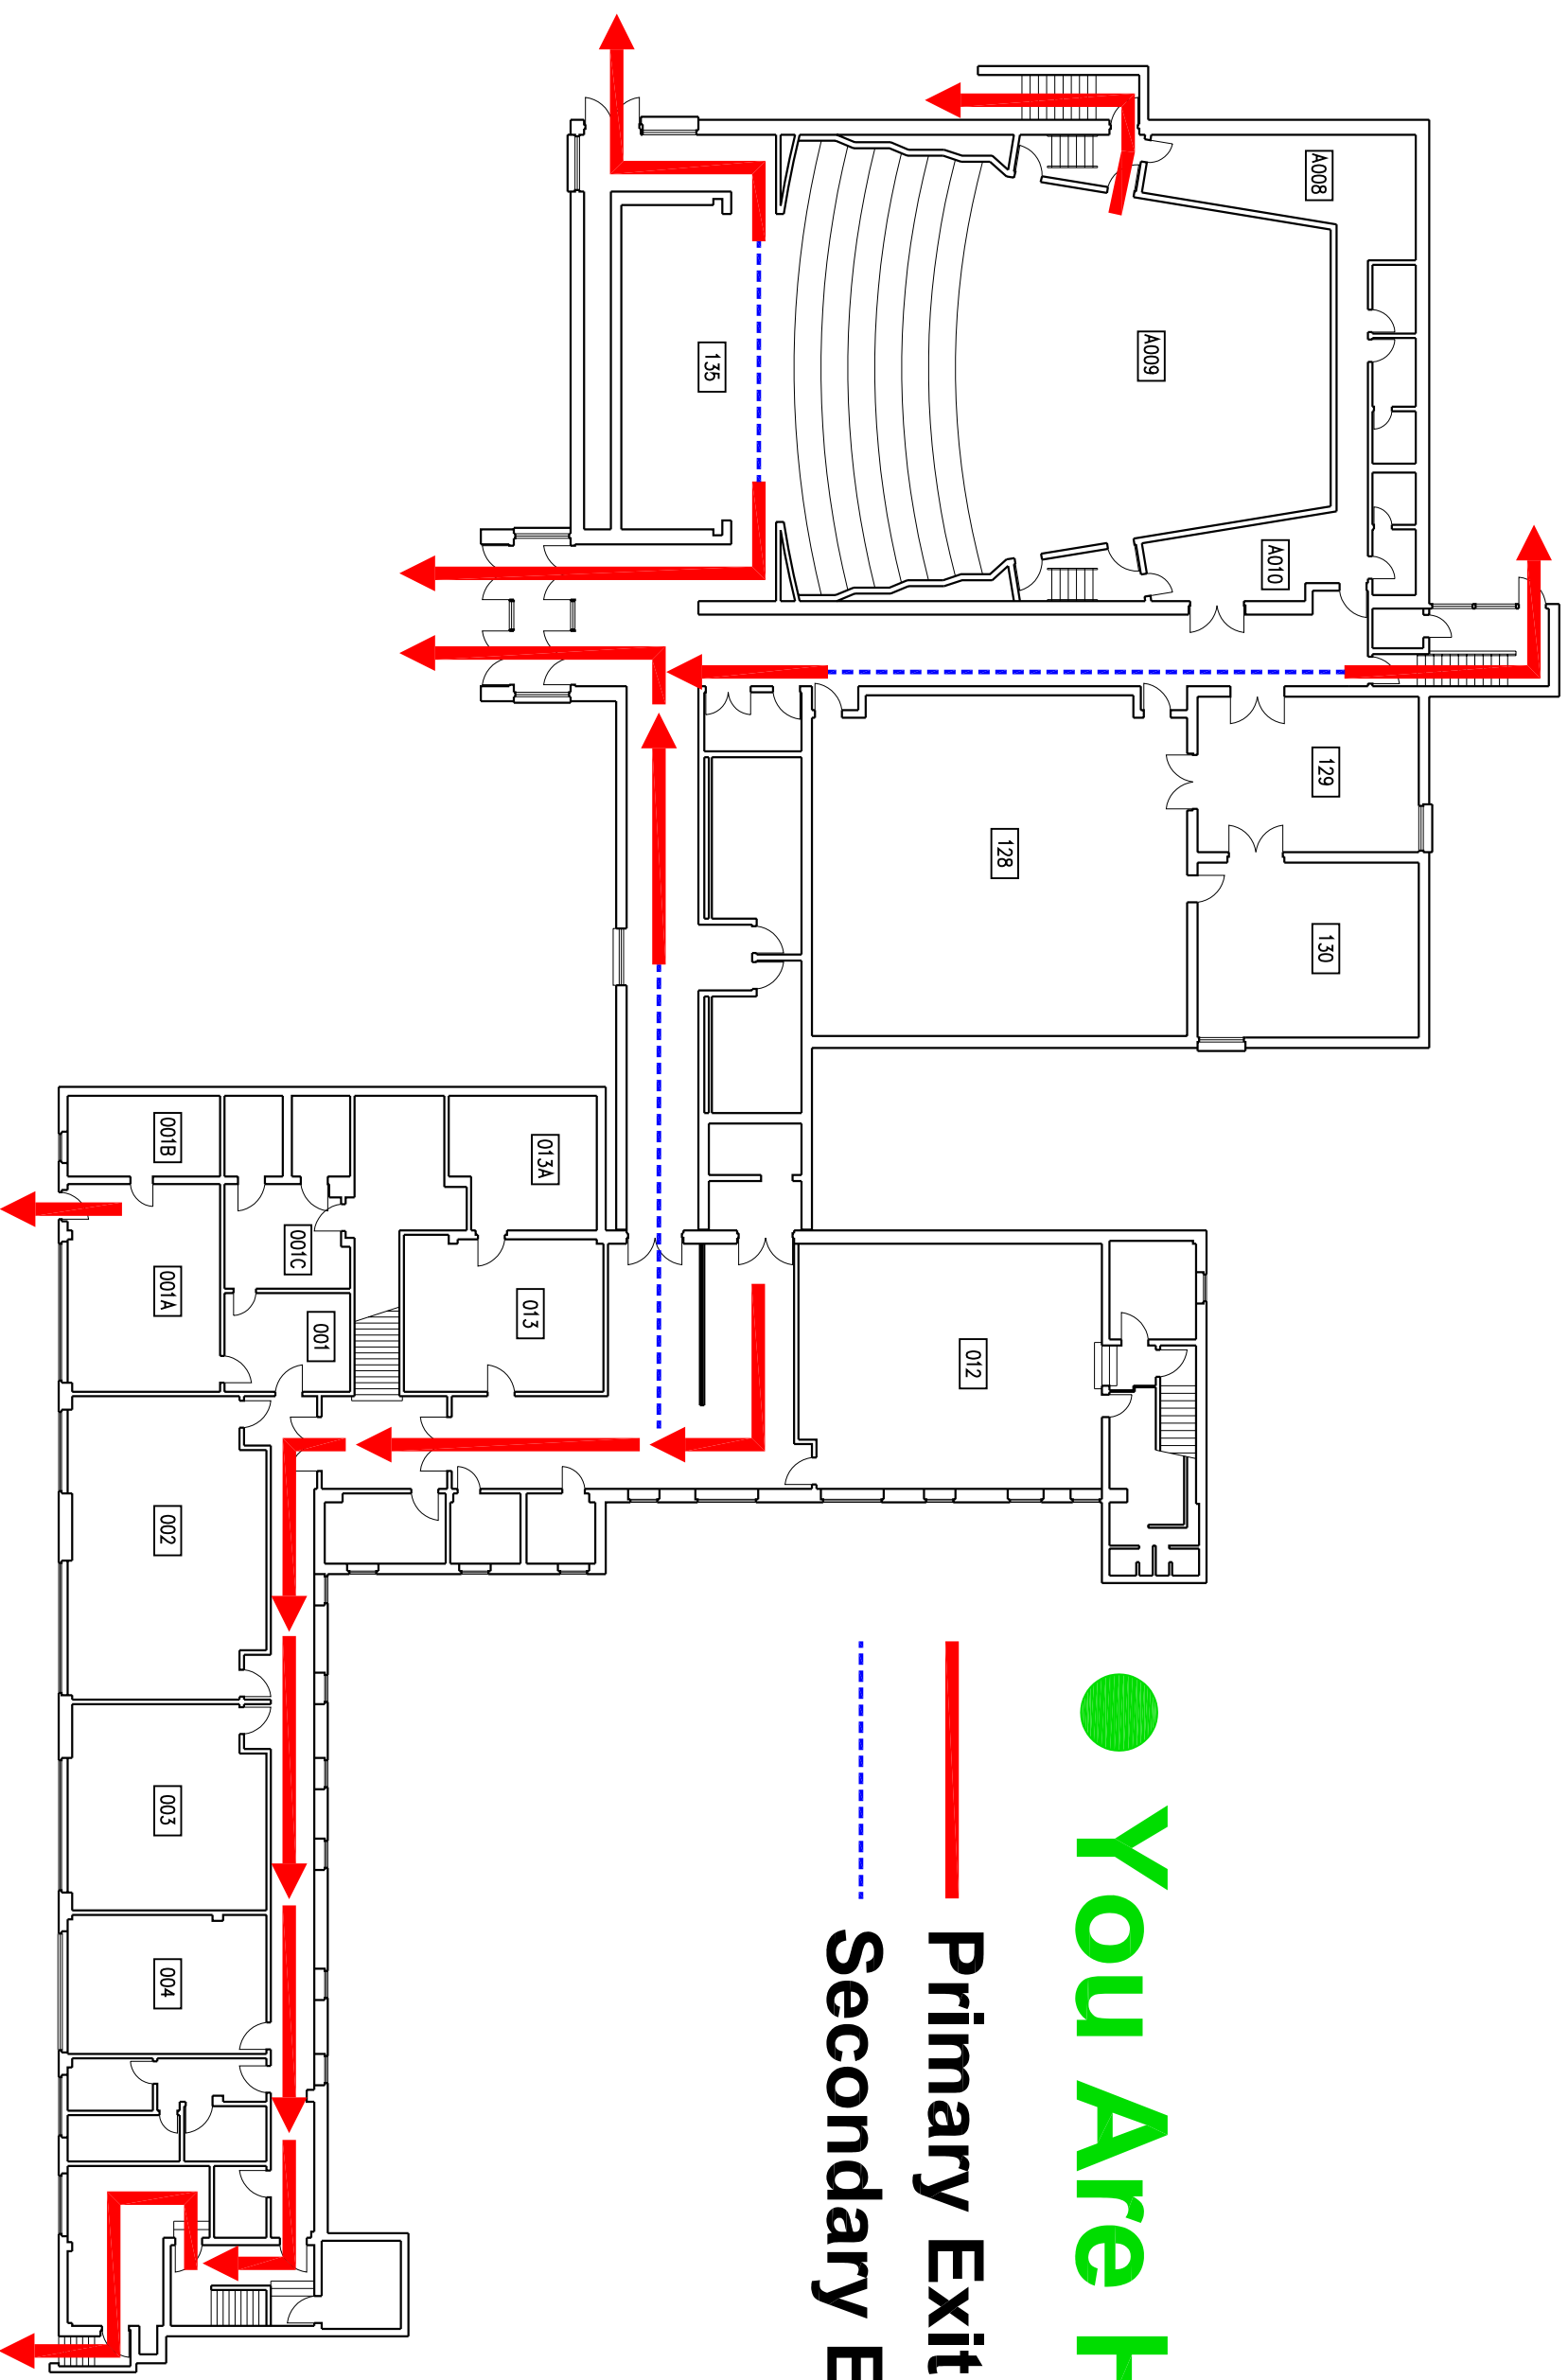 A008
129
130
A010
A009
You Are H
128
012
Primary Exit
Secondary E
135
013A
013
001
001C
001B
001A
002
003
004